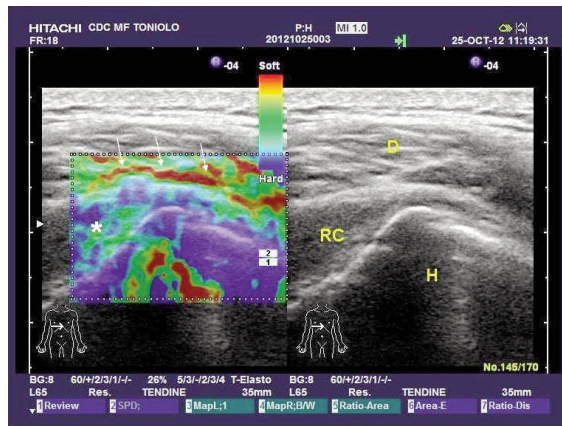 HITACHI CDC MF TONIOLO P:H MI 1.0
FR:18 20121025003 25-OCT-12 11:19:31
H -04 Soft H -04
D
Hard
*
RC
2
1
H
No.145/170
BG:8 60/+/2/3/1/-/- 26% 5/3/-/2/3/4 T-Elasto BG:8 60/+/2/3/1/-/-
L65 Res. TENDINE 35mm L65 Res. TENDINE 35mm
1 Review 2 SPD; 3 MapL;1 4 MapR;B/W 5 Ratio-Area 6 Area-E 7 Ratio-Dis